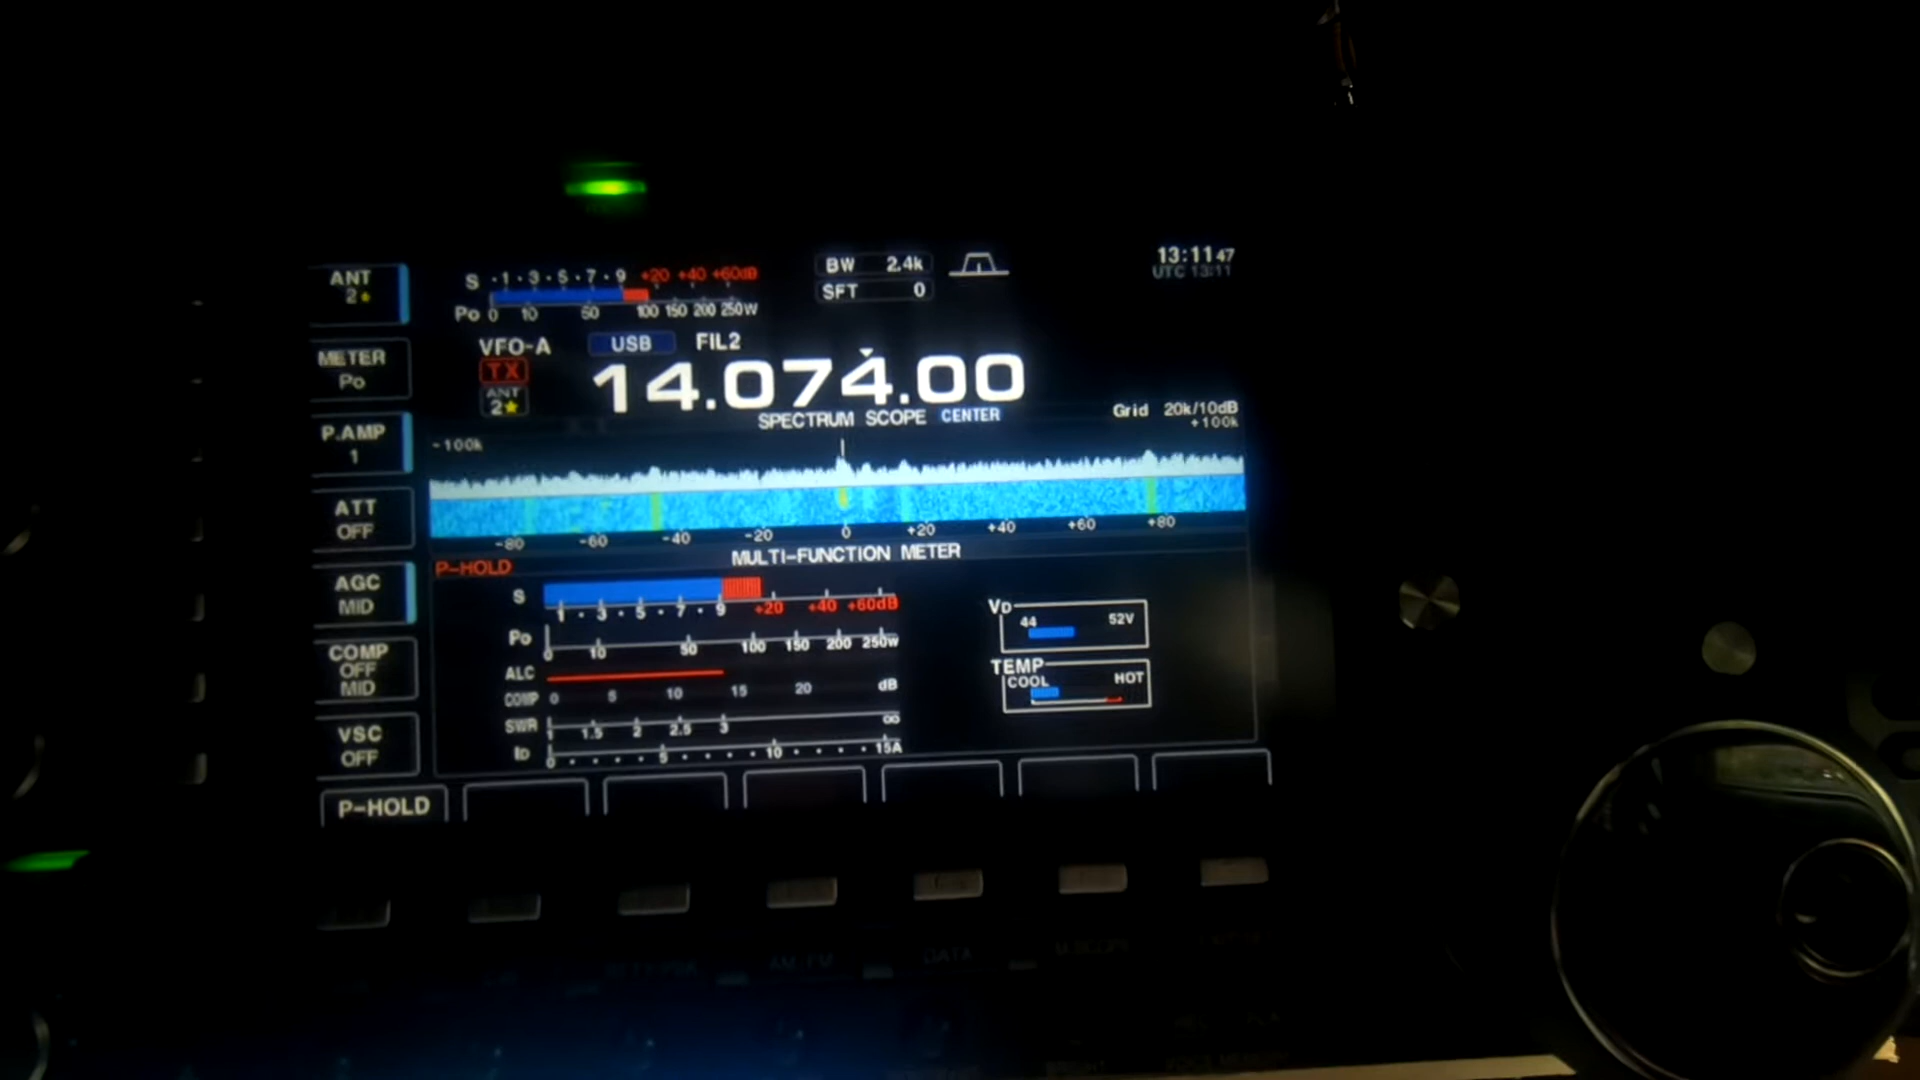 ANT
2★
METER
Po
P.AMP
1
ATT
OFF
AGC
MID
COMP
OFF
MID
VSC
OFF
S ·1·3·5·7·9 +20 +40 +60dB
Po 0 10 50 100 150 200 250W
BW 2.4k
SFT 0
13:11 47
UTC 13:11
VFO-A USB FIL2
TX
ANT
2★
14.074.00
SPECTRUM SCOPE CENTER
Grid 20k/10dB
-100k
+100k
-80 -60 -40 -20 0 +20 +40 +60 +80
MULTI-FUNCTION METER
P-HOLD
S
1·3·5·7·9 +20 +40 +60dB
Po
0 10 50 100 150 200 250W
ALC
COMP 0 5 10 15 20 dB
SWR
1 1.5 2 2.5 3 ∞
ID
0 5 10 15A
VD
44 52V
TEMP
COOL HOT
P-HOLD
DATA